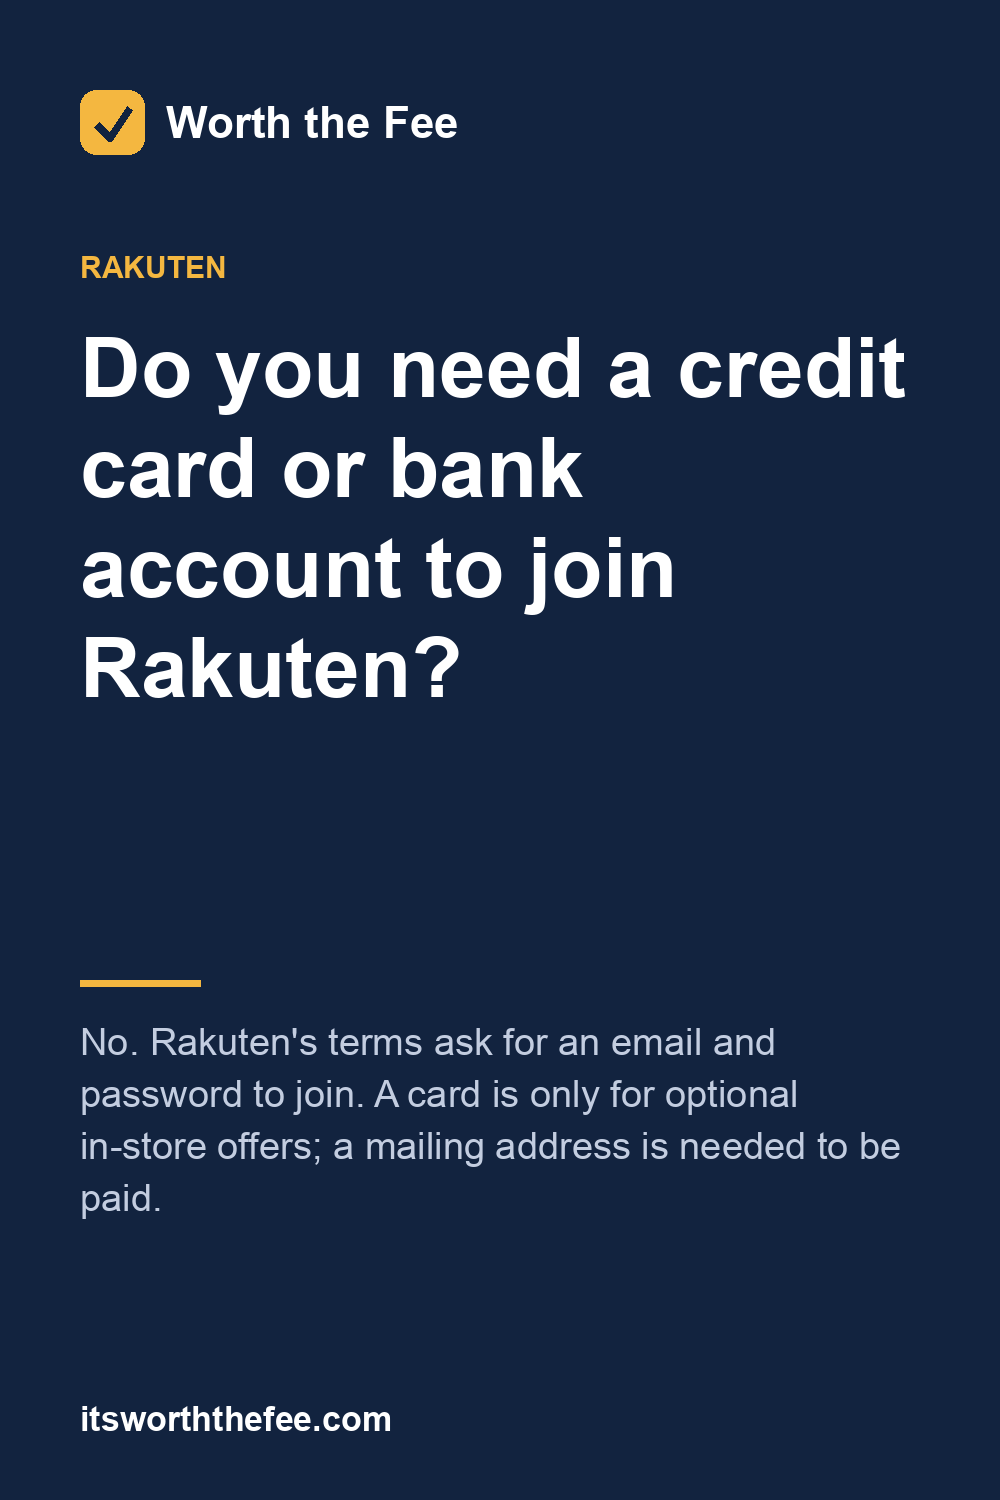 Worth the Fee
RAKUTEN
Do you need a credit
card or bank
account to join
Rakuten?
No. Rakuten's terms ask for an email and
password to join. A card is only for optional
in-store offers; a mailing address is needed to be
paid.
itsworththefee.com